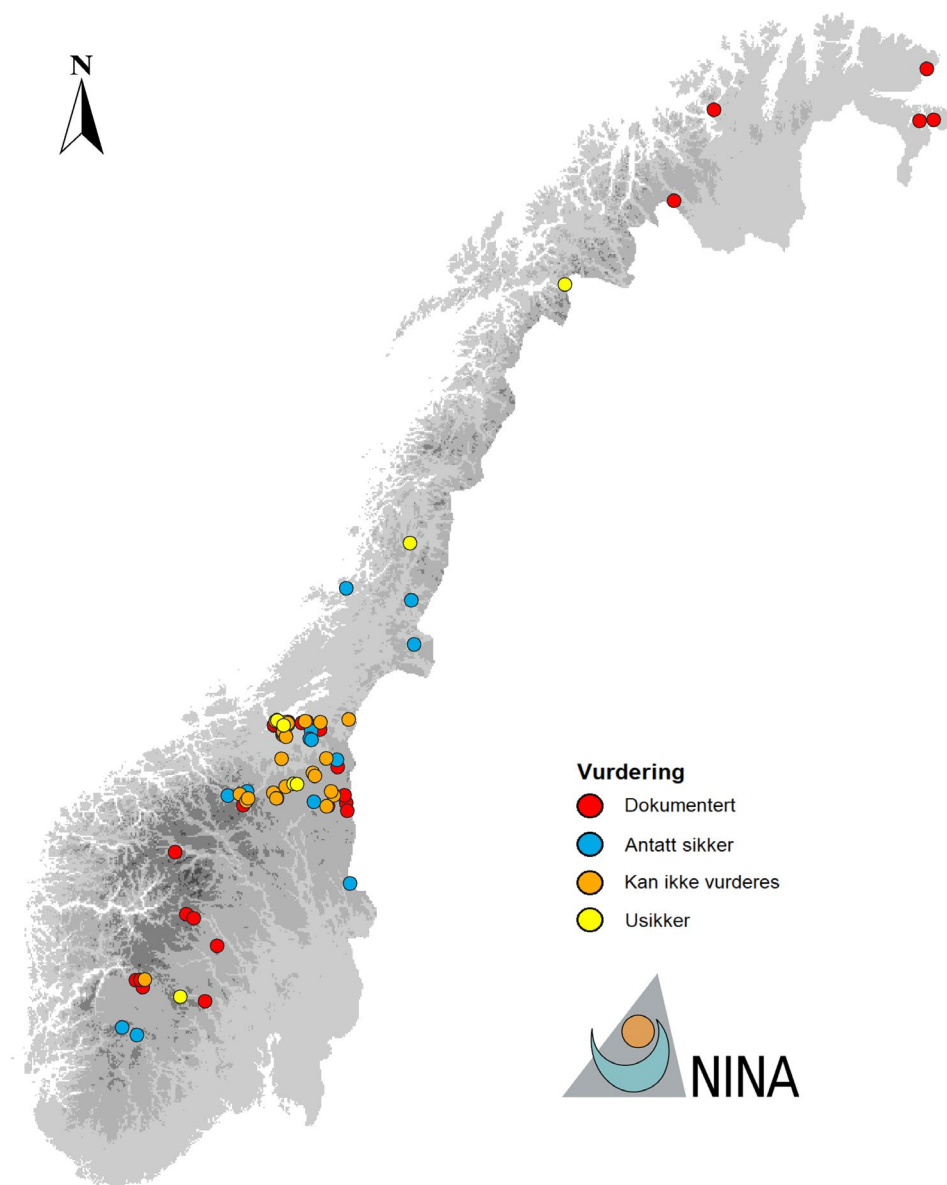 N
Vurdering
Dokumentert
Antatt sikker
Kan ikke vurderes
Usikker
NINA